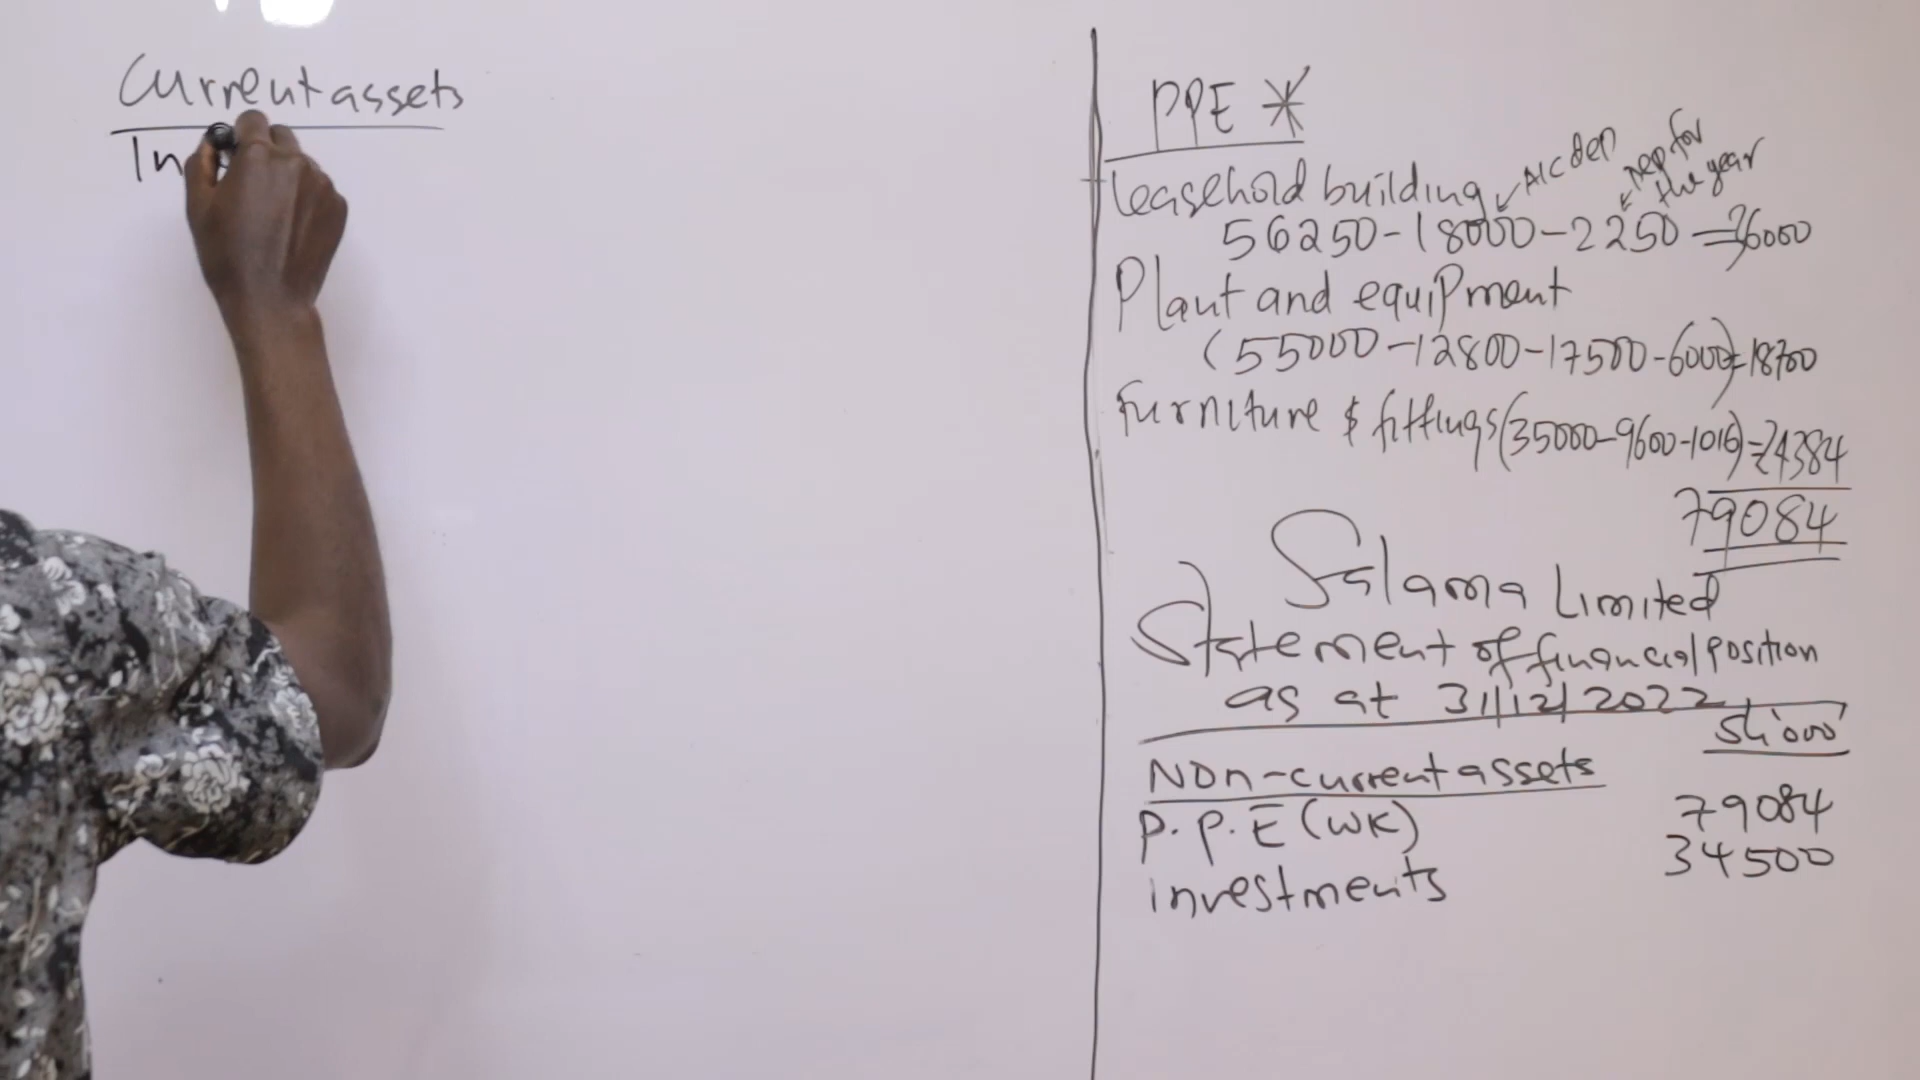 Current assets
In
PPE *
Leasehold building
A/C dep
Dep for
the year
56250-18000-2250=36000
Plant and equipment
(55000-12800-17500-6000)=18700
Furniture & fittings(35000-9600-1016)=24384
79084
Salama Limited
Statement of financial position
as at 31/12/2022
Sh'000'
Non-current assets
P.P.E (WK) 79084
investments 34500